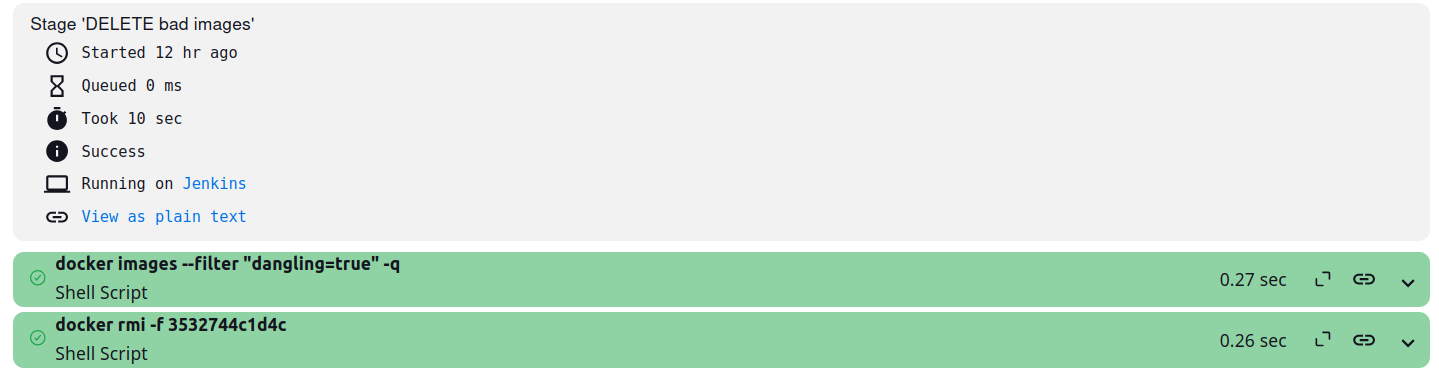 Stage 'DELETE bad images'
Started 12 hr ago
Queued 0 ms
Took 10 sec
Success
Running on Jenkins
View as plain text
docker images --filter "dangling=true" -q
Shell Script
0.27 sec
docker rmi -f 3532744c1d4c
Shell Script
0.26 sec